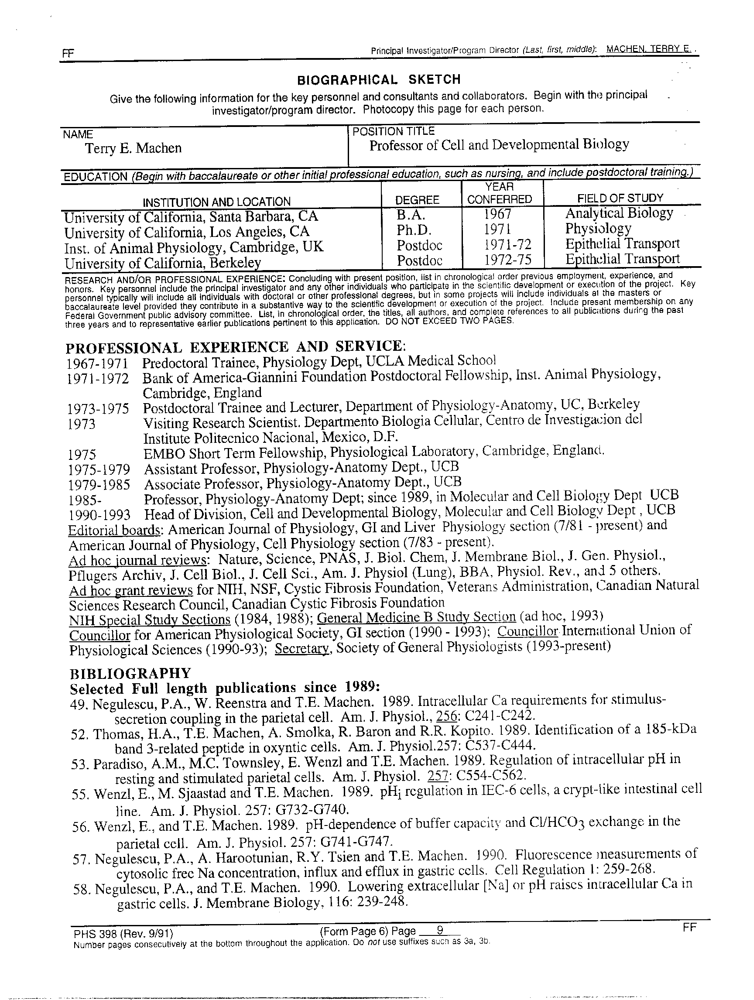 FF
Principal Investigator/Program Director (Last, first, middle): MACHEN, TERRY E.
BIOGRAPHICAL SKETCH
Give the following information for the key personnel and consultants and collaborators. Begin with the principal
investigator/program director. Photocopy this page for each person.
NAME
POSITION TITLE
Terry E. Machen
Professor of Cell and Developmental Biology
EDUCATION (Begin with baccalaureate or other initial professional education, such as nursing, and include postdoctoral training.)
INSTITUTION AND LOCATION DEGREE YEAR CONFERRED FIELD OF STUDY
University of California, Santa Barbara, CA B.A. 1967 Analytical Biology
University of California, Los Angeles, CA Ph.D. 1971 Physiology
Inst. of Animal Physiology, Cambridge, UK Postdoc 1971-72 Epithelial Transport
University of California, Berkeley Postdoc 1972-75 Epithelial Transport
RESEARCH AND/OR PROFESSIONAL EXPERIENCE: Concluding with present position, list in chronological order previous employment, experience, and
honors. Key personnel include the principal investigator and any other individuals who participate in the scientific development or execution of the project. Key
personnel typically will include all individuals with doctoral or other professional degrees, but in some projects will include individuals at the masters or
baccalaureate level provided they contribute in a substantive way to the scientific development or execution of the project. Include present membership on any
Federal Government public advisory committee. List, in chronological order, the titles, all authors, and complete references to all publications during the past
three years and to representative earlier publications pertinent to this application. DO NOT EXCEED TWO PAGES.
PROFESSIONAL EXPERIENCE AND SERVICE:
1967-1971 Predoctoral Trainee, Physiology Dept, UCLA Medical School
1971-1972 Bank of America-Giannini Foundation Postdoctoral Fellowship, Inst. Animal Physiology,
Cambridge, England
1973-1975 Postdoctoral Trainee and Lecturer, Department of Physiology-Anatomy, UC, Berkeley
1973 Visiting Research Scientist. Departmento Biologia Cellular, Centro de Investigacion del
Institute Politecnico Nacional, Mexico, D.F.
1975 EMBO Short Term Fellowship, Physiological Laboratory, Cambridge, England.
1975-1979 Assistant Professor, Physiology-Anatomy Dept., UCB
1979-1985 Associate Professor, Physiology-Anatomy Dept., UCB
1985- Professor, Physiology-Anatomy Dept; since 1989, in Molecular and Cell Biology Dept UCB
1990-1993 Head of Division, Cell and Developmental Biology, Molecular and Cell Biology Dept , UCB
Editorial boards: American Journal of Physiology, GI and Liver Physiology section (7/81 - present) and
American Journal of Physiology, Cell Physiology section (7/83 - present).
Ad hoc journal reviews: Nature, Science, PNAS, J. Biol. Chem, J. Membrane Biol., J. Gen. Physiol.,
Pflugers Archiv, J. Cell Biol., J. Cell Sci., Am. J. Physiol (Lung), BBA, Physiol. Rev., and 5 others.
Ad hoc grant reviews for NIH, NSF, Cystic Fibrosis Foundation, Veterans Administration, Canadian Natural
Sciences Research Council, Canadian Cystic Fibrosis Foundation
NIH Special Study Sections (1984, 1988); General Medicine B Study Section (ad hoc, 1993)
Councillor for American Physiological Society, GI section (1990 - 1993); Councillor International Union of
Physiological Sciences (1990-93); Secretary, Society of General Physiologists (1993-present)
BIBLIOGRAPHY
Selected Full length publications since 1989:
49. Negulescu, P.A., W. Reenstra and T.E. Machen. 1989. Intracellular Ca requirements for stimulus-
secretion coupling in the parietal cell. Am. J. Physiol., 256: C241-C242.
52. Thomas, H.A., T.E. Machen, A. Smolka, R. Baron and R.R. Kopito. 1989. Identification of a 185-kDa
band 3-related peptide in oxyntic cells. Am. J. Physiol.257: C537-C444.
53. Paradiso, A.M., M.C. Townsley, E. Wenzl and T.E. Machen. 1989. Regulation of intracellular pH in
resting and stimulated parietal cells. Am. J. Physiol. 257: C554-C562.
55. Wenzl, E., M. Sjaastad and T.E. Machen. 1989. pHi regulation in IEC-6 cells, a crypt-like intestinal cell
line. Am. J. Physiol. 257: G732-G740.
56. Wenzl, E., and T.E. Machen. 1989. pH-dependence of buffer capacity and Cl/HCO3 exchange in the
parietal cell. Am. J. Physiol. 257: G741-G747.
57. Negulescu, P.A., A. Harootunian, R.Y. Tsien and T.E. Machen. 1990. Fluorescence measurements of
cytosolic free Na concentration, influx and efflux in gastric cells. Cell Regulation 1: 259-268.
58. Negulescu, P.A., and T.E. Machen. 1990. Lowering extracellular [Na] or pH raises intracellular Ca in
gastric cells. J. Membrane Biology, 116: 239-248.
PHS 398 (Rev. 9/91) (Form Page 6) Page 9 FF
Number pages consecutively at the bottom throughout the application. Do not use suffixes such as 3a, 3b.